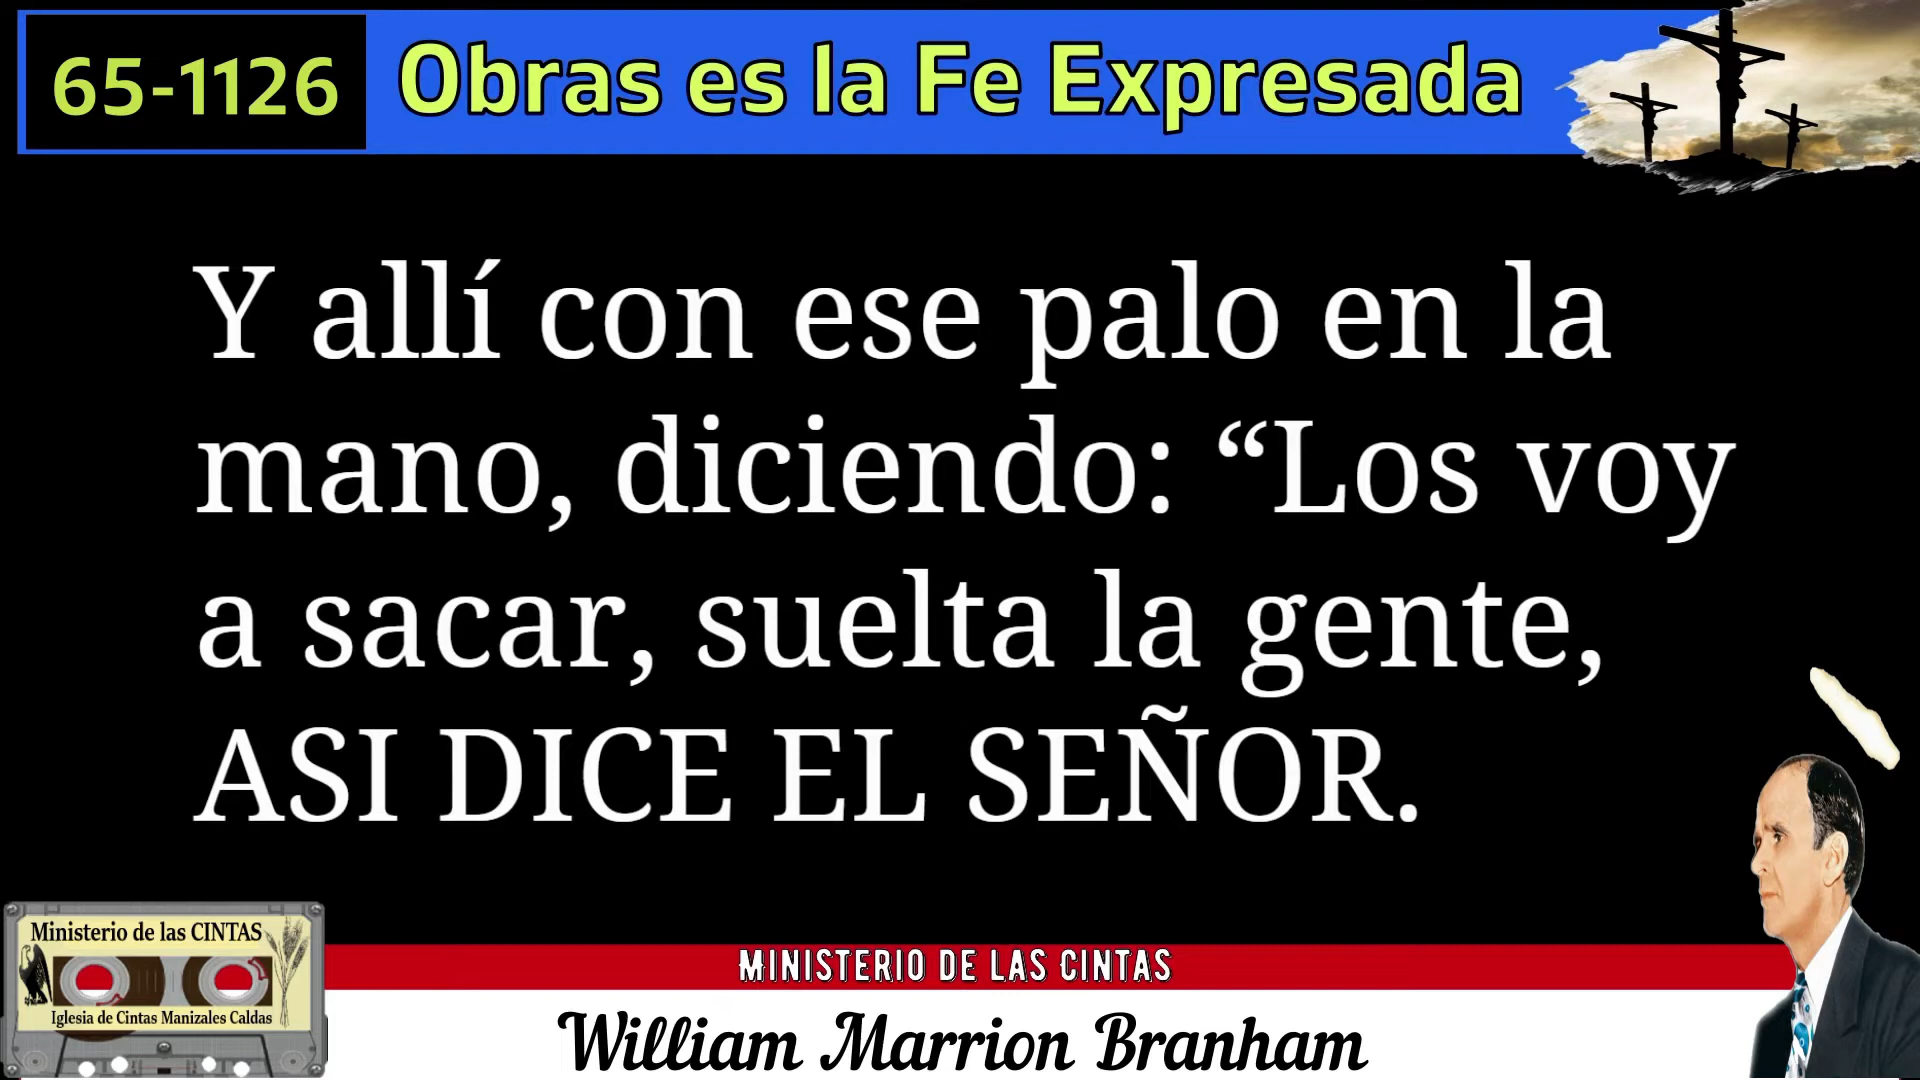 65-1126
Obras es la Fe Expresada
Y allí con ese palo en la
mano, diciendo: “Los voy
a sacar, suelta la gente,
ASI DICE EL SEÑOR.
Ministerio de las CINTAS
Iglesia de Cintas Manizales Caldas
MINISTERIO DE LAS CINTAS
William Marrion Branham